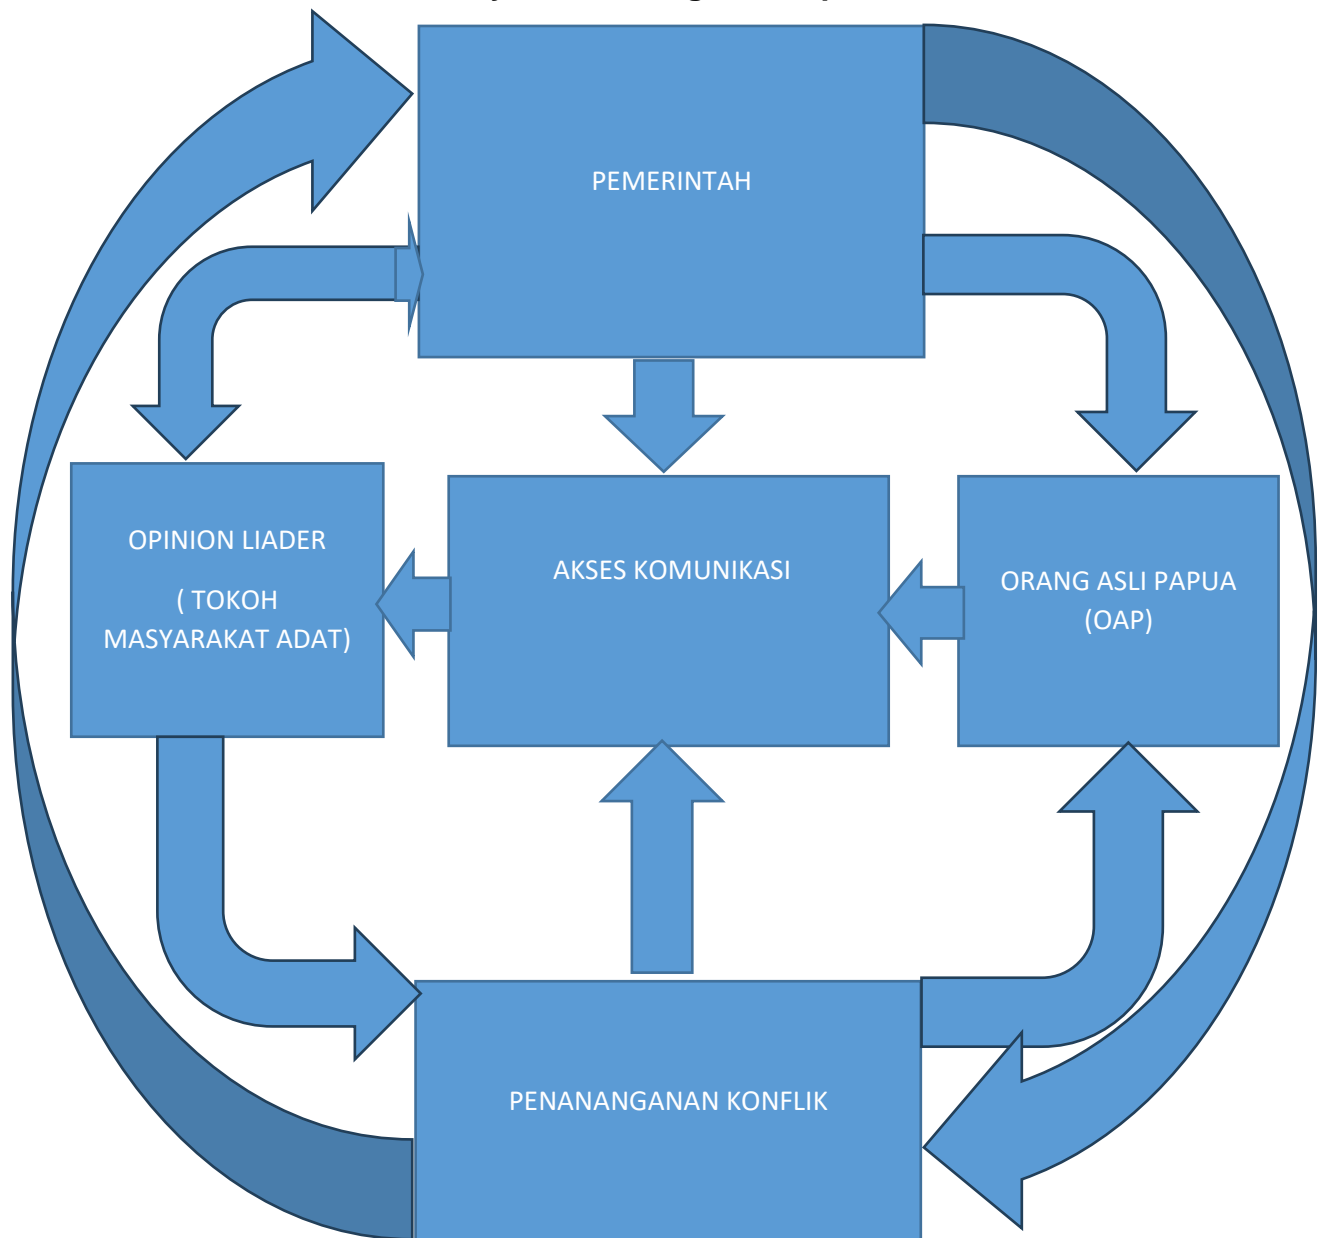 PEMERINTAH
OPINION LIADER
( TOKOH
MASYARAKAT ADAT)
AKSES KOMUNIKASI
ORANG ASLI PAPUA
(OAP)
PENANANGANAN KONFLIK